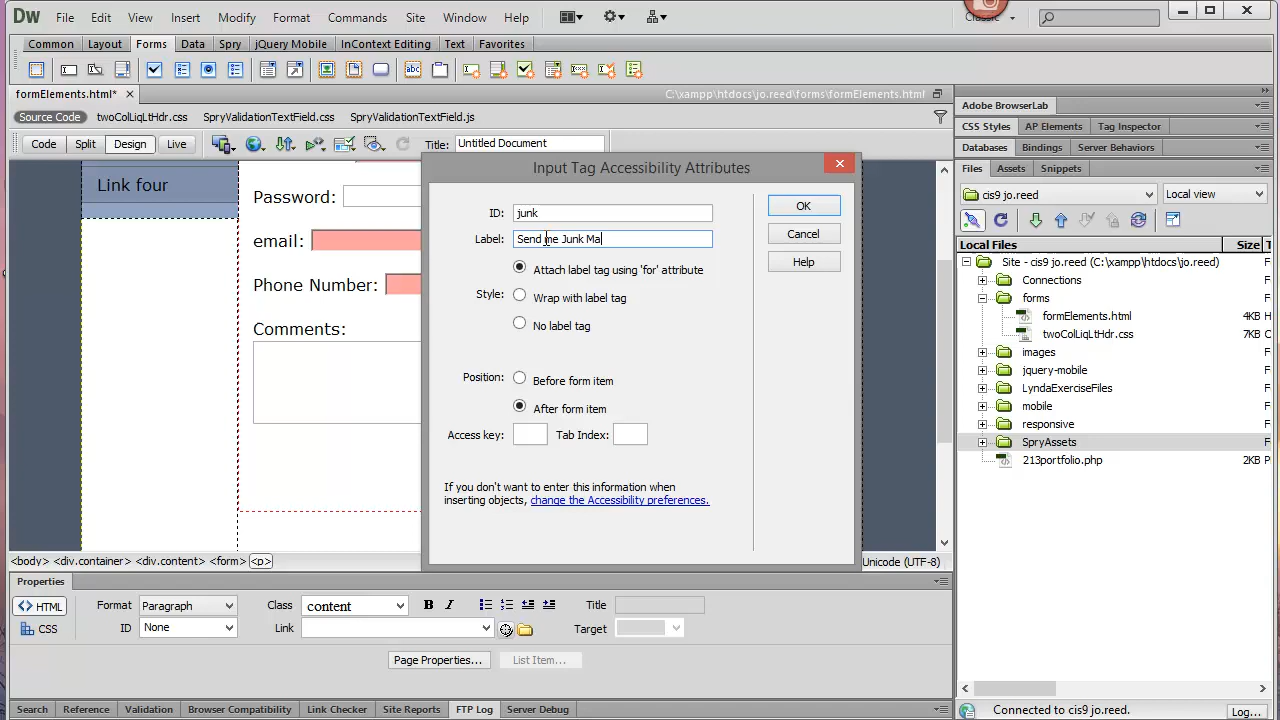 Dw File Edit View Insert Modify Format Commands Site Window Help Classic
Common Layout Forms Data Spry jQuery Mobile InContext Editing Text Favorites
formElements.html* C:\xampp\htdocs\jo.reed\forms\formElements.html
Source Code twoColLiqLtHdr.css SpryValidationTextField.css SpryValidationTextField.js
Code Split Design Live Title: Untitled Document
Link four
Password:
email:
Phone Number:
Comments:
Input Tag Accessibility Attributes
ID: junk
Label: Send me Junk Ma
Attach label tag using 'for' attribute
Style: Wrap with label tag
No label tag
Position: Before form item
After form item
Access key: Tab Index:
If you don't want to enter this information when
inserting objects, change the Accessibility preferences.
OK
Cancel
Help
Adobe BrowserLab
CSS Styles AP Elements Tag Inspector
Databases Bindings Server Behaviors
Files Assets Snippets
cis9 jo.reed Local view
Local Files Size
Site - cis9 jo.reed (C:\xampp\htdocs\jo.reed) F
Connections F
forms F
formElements.html 4KB H
twoColLiqLtHdr.css 7KB C
images F
jquery-mobile F
LyndaExerciseFiles F
mobile F
responsive F
SpryAssets F
213portfolio.php 2KB P
<body> <div.container> <div.content> <form> <p> Unicode (UTF-8)
Properties
HTML Format Paragraph Class content B I Title
CSS ID None Link Target
Page Properties... List Item...
Search Reference Validation Browser Compatibility Link Checker Site Reports FTP Log Server Debug
Connected to cis9 jo.reed. Log...